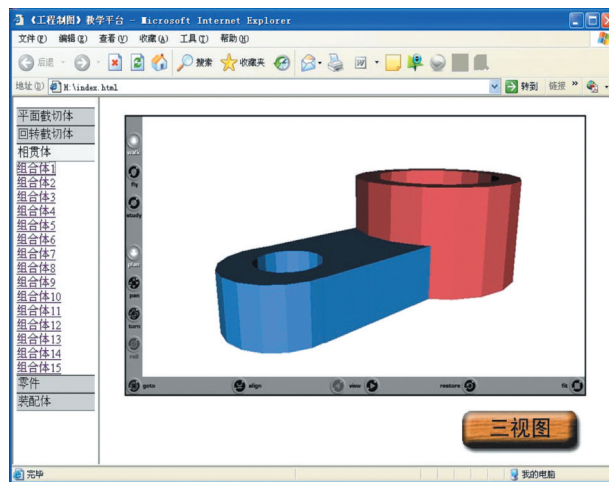 《工程制图》教学平台 - Microsoft Internet Explorer
文件(F) 编辑(E) 查看(V) 收藏(A) 工具(T) 帮助(H)
后退 搜索 收藏夹
地址(D) H:\index.html 转到 链接 »
平面截切体
回转截切体
相贯体
组合体1
组合体2
组合体3
组合体4
组合体5
组合体6
组合体7
组合体8
组合体9
组合体10
组合体11
组合体12
组合体13
组合体14
组合体15
零件
装配体
walk
fly
study
plan
pan
turn
roll
goto align view restore fit
三视图
完毕 我的电脑